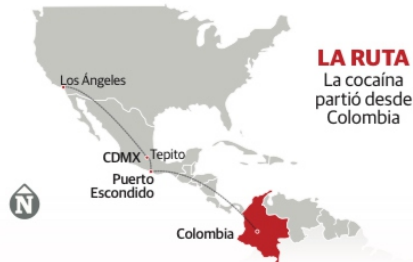 LA RUTA
La cocaína
partió desde
Colombia
Los Ángeles
CDMX Tepito
Puerto
Escondido
N
Colombia